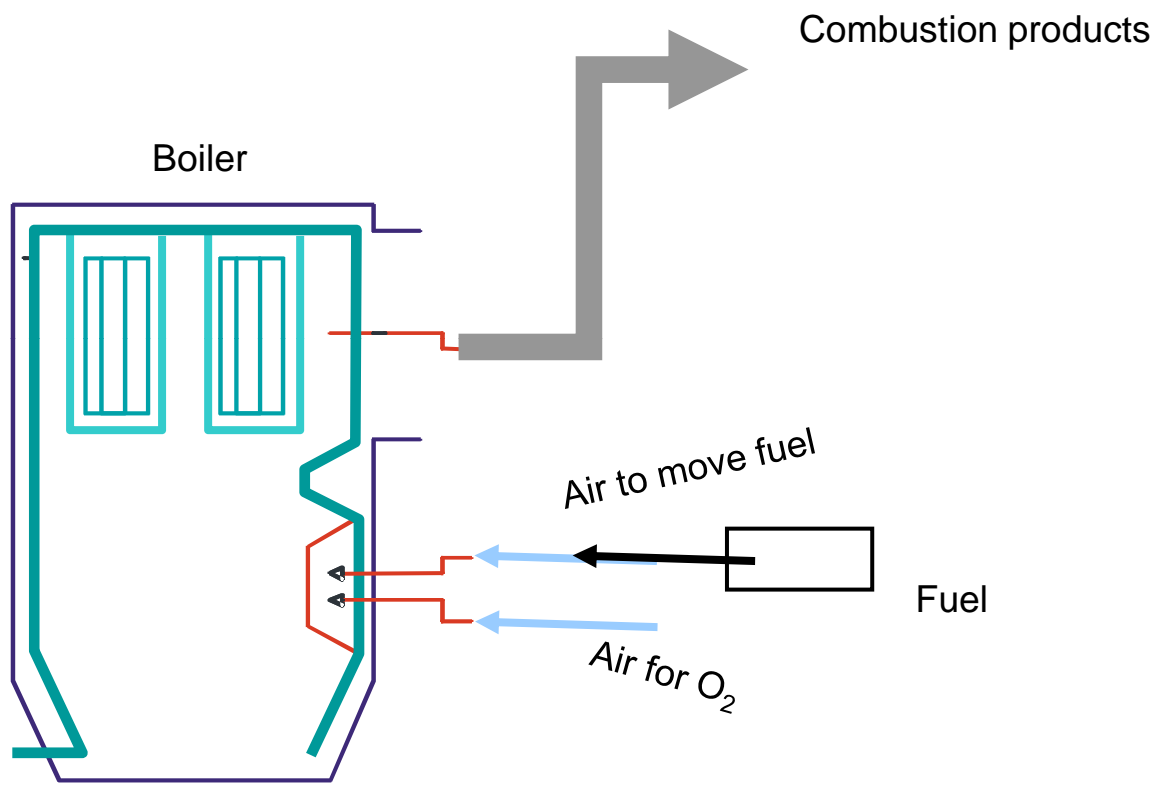 Combustion products
Boiler
Air to move fuel
Fuel
Air for O₂